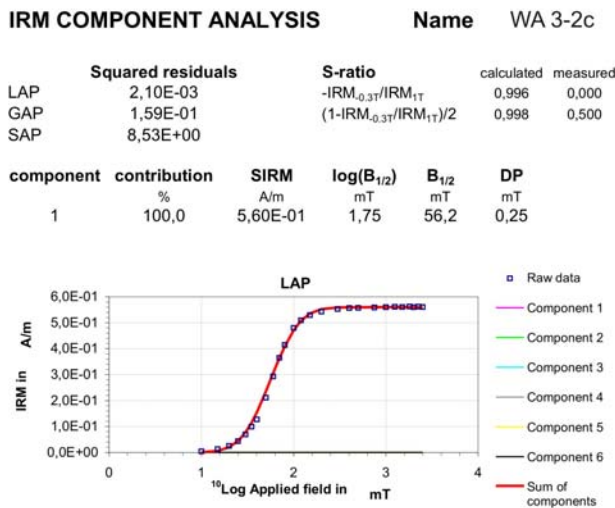 IRM COMPONENT ANALYSIS Name WA 3-2c
Squared residuals S-ratio calculated measured
LAP 2,10E-03 -IRM-0.3T/IRM1T 0,996 0,000
GAP 1,59E-01 (1-IRM-0.3T/IRM1T)/2 0,998 0,500
SAP 8,53E+00
component contribution SIRM log(B1/2) B1/2 DP
% A/m mT mT mT
1 100,0 5,60E-01 1,75 56,2 0,25
LAP
IRM in A/m
6,0E-01
5,0E-01
4,0E-01
3,0E-01
2,0E-01
1,0E-01
0,0E+00
0 1 2 3 4
10Log Applied field in mT
Raw data
Component 1
Component 2
Component 3
Component 4
Component 5
Component 6
Sum of
components